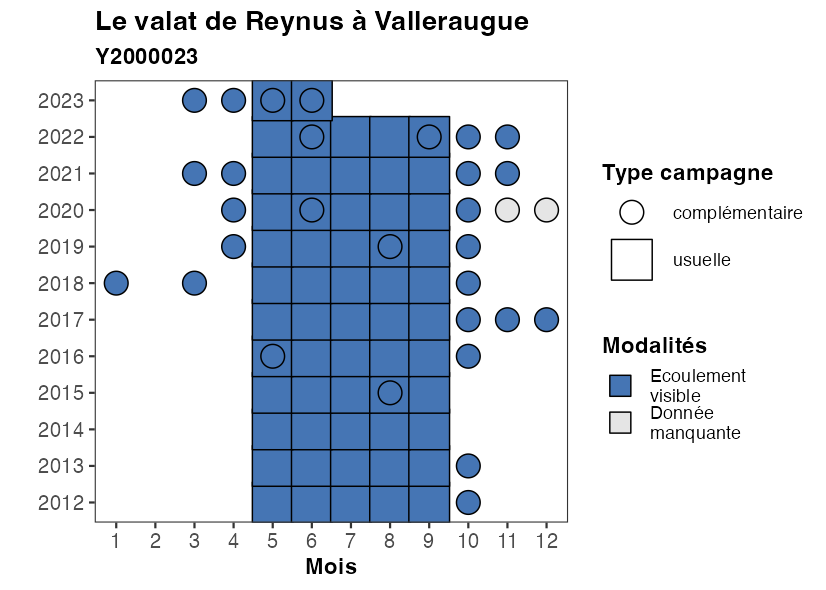 Le valat de Reynus à Valleraugue
Y2000023
2023
2022
2021
2020
2019
2018
2017
2016
2015
2014
2013
2012
1 2 3 4 5 6 7 8 9 10 11 12
Mois
Type campagne
complémentaire
usuelle
Modalités
Ecoulement
visible
Donnée
manquante